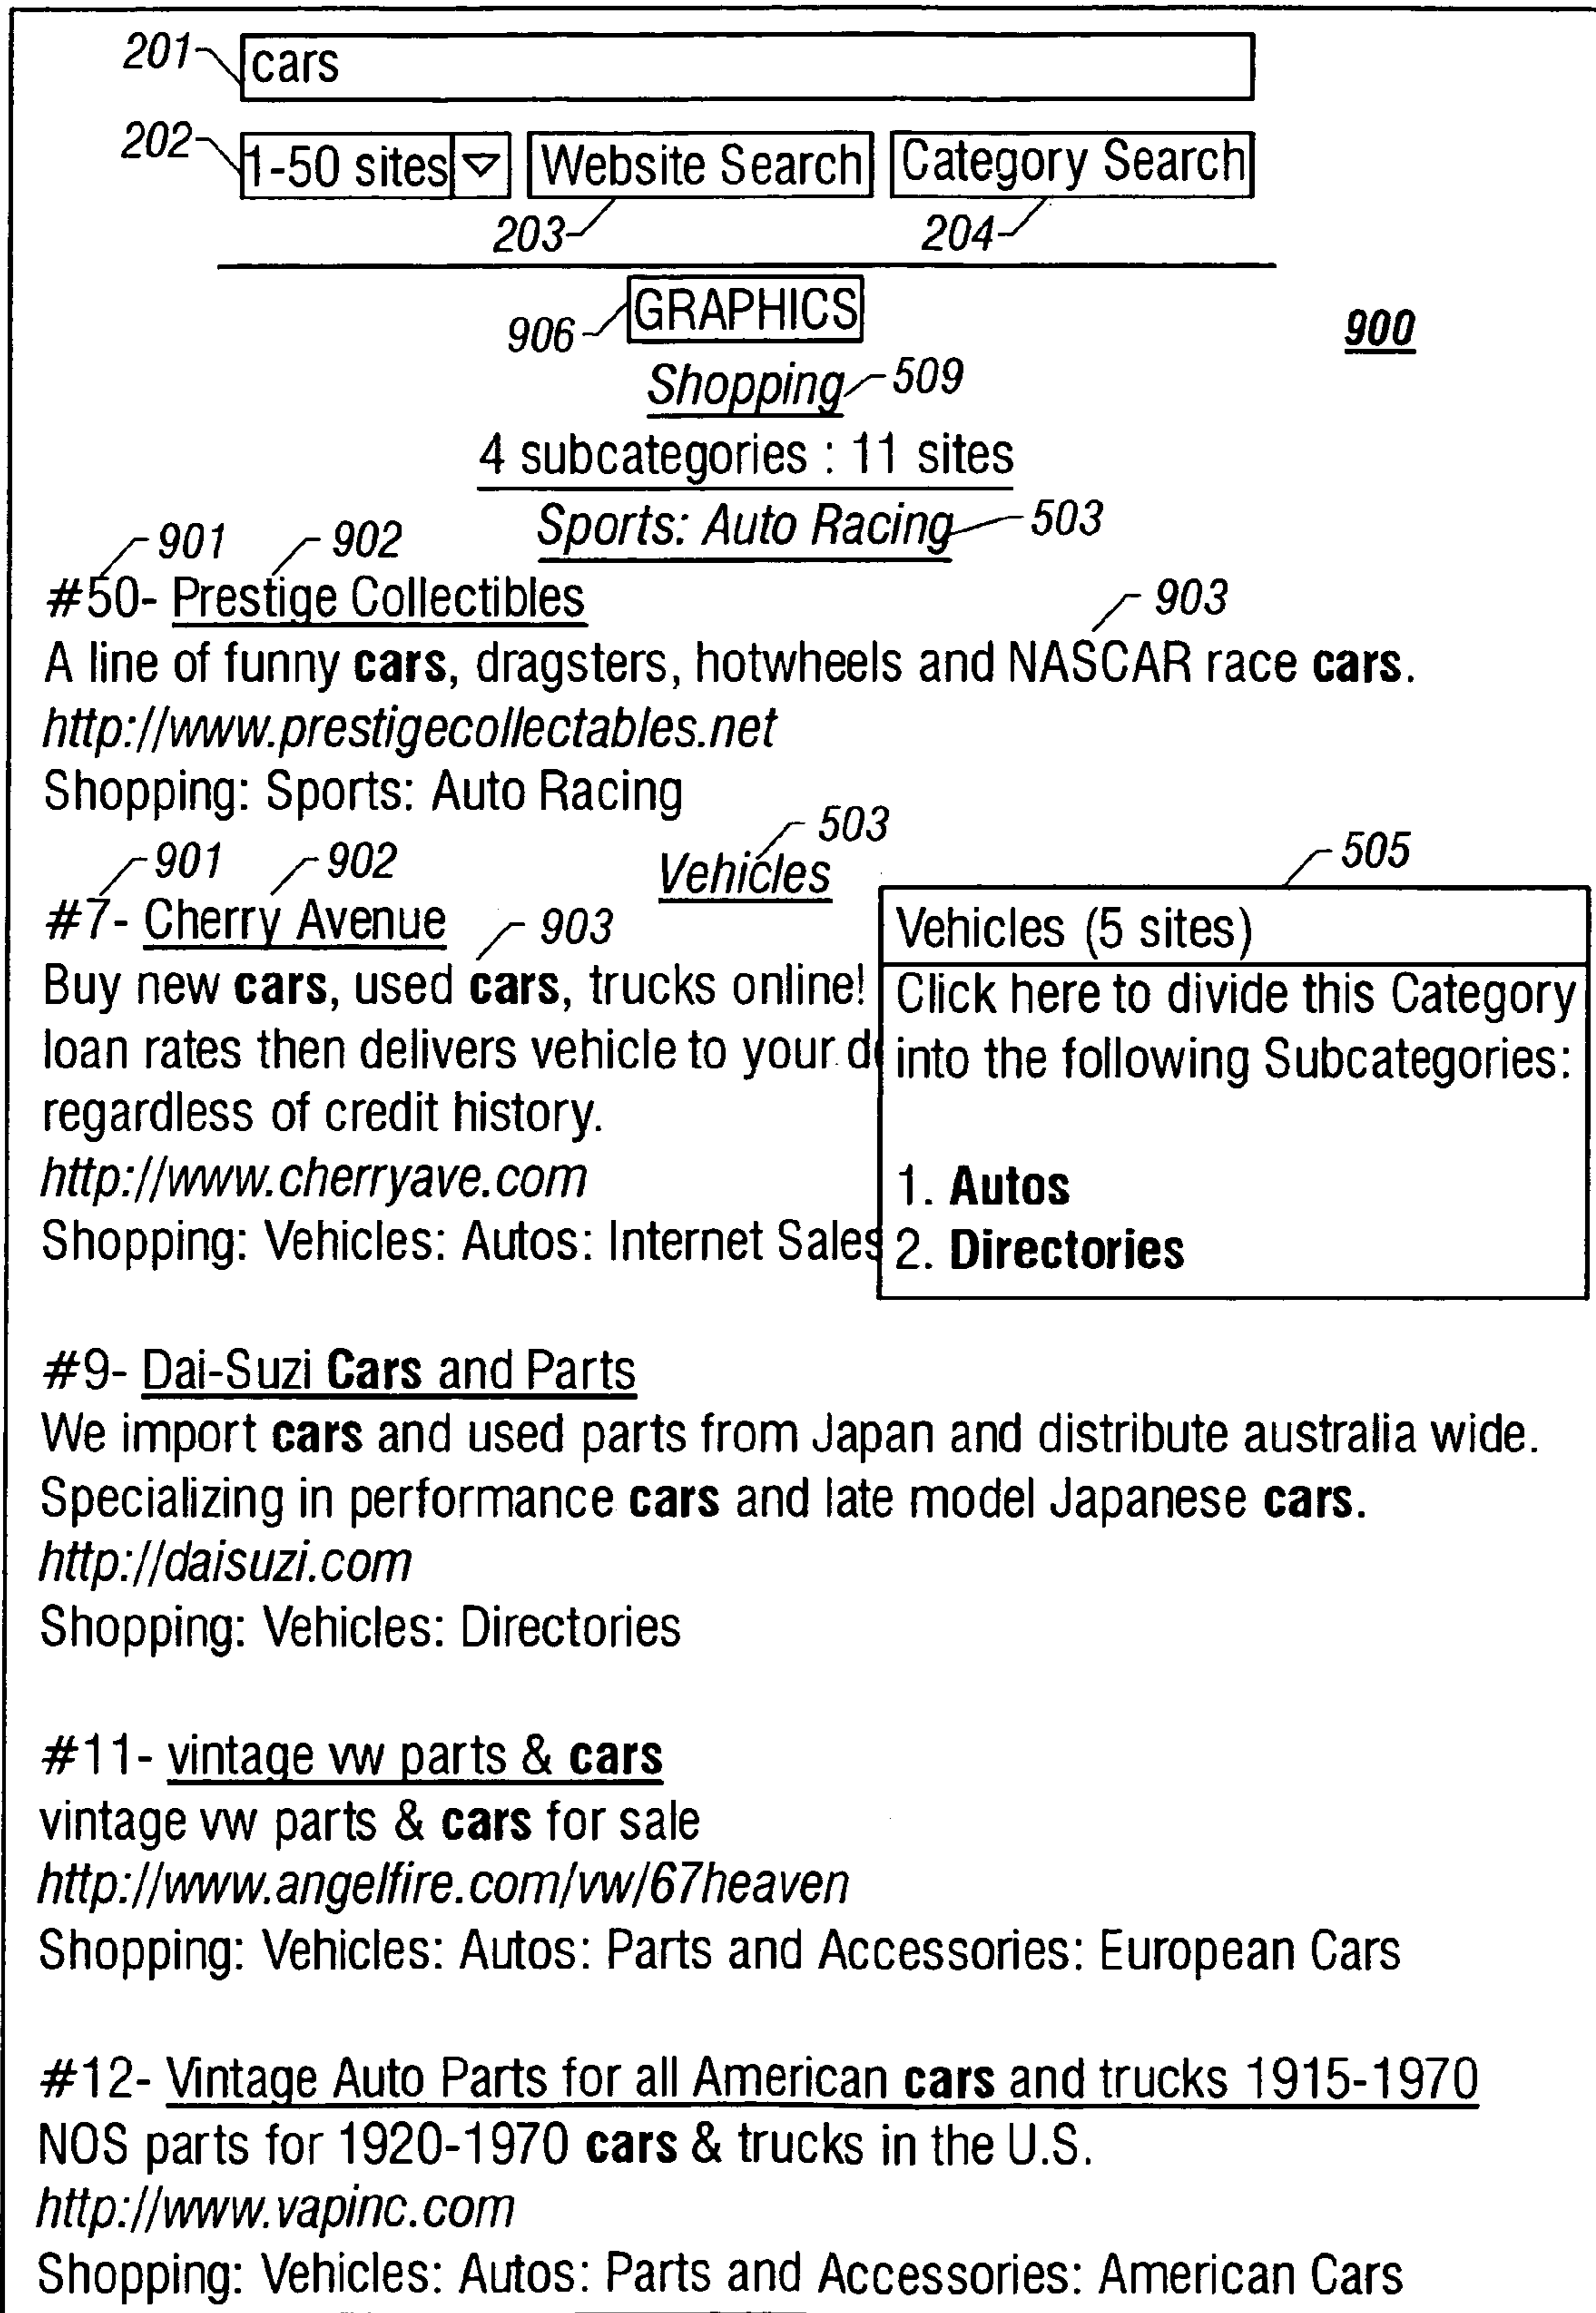 201 cars
202 1-50 sites Website Search Category Search
203 204
906 GRAPHICS
900
Shopping 509
4 subcategories : 11 sites
Sports: Auto Racing 503
901 902
#50- Prestige Collectibles
903
A line of funny cars, dragsters, hotwheels and NASCAR race cars.
http://www.prestigecollectables.net
Shopping: Sports: Auto Racing
503
Vehicles
901 902
#7- Cherry Avenue
903
Buy new cars, used cars, trucks online!
loan rates then delivers vehicle to your d
regardless of credit history.
http://www.cherryave.com
Shopping: Vehicles: Autos: Internet Sales
505
Vehicles (5 sites)
Click here to divide this Category
into the following Subcategories:
1. Autos
2. Directories
#9- Dai-Suzi Cars and Parts
We import cars and used parts from Japan and distribute australia wide.
Specializing in performance cars and late model Japanese cars.
http://daisuzi.com
Shopping: Vehicles: Directories
#11- vintage vw parts & cars
vintage vw parts & cars for sale
http://www.angelfire.com/vw/67heaven
Shopping: Vehicles: Autos: Parts and Accessories: European Cars
#12- Vintage Auto Parts for all American cars and trucks 1915-1970
NOS parts for 1920-1970 cars & trucks in the U.S.
http://www.vapinc.com
Shopping: Vehicles: Autos: Parts and Accessories: American Cars